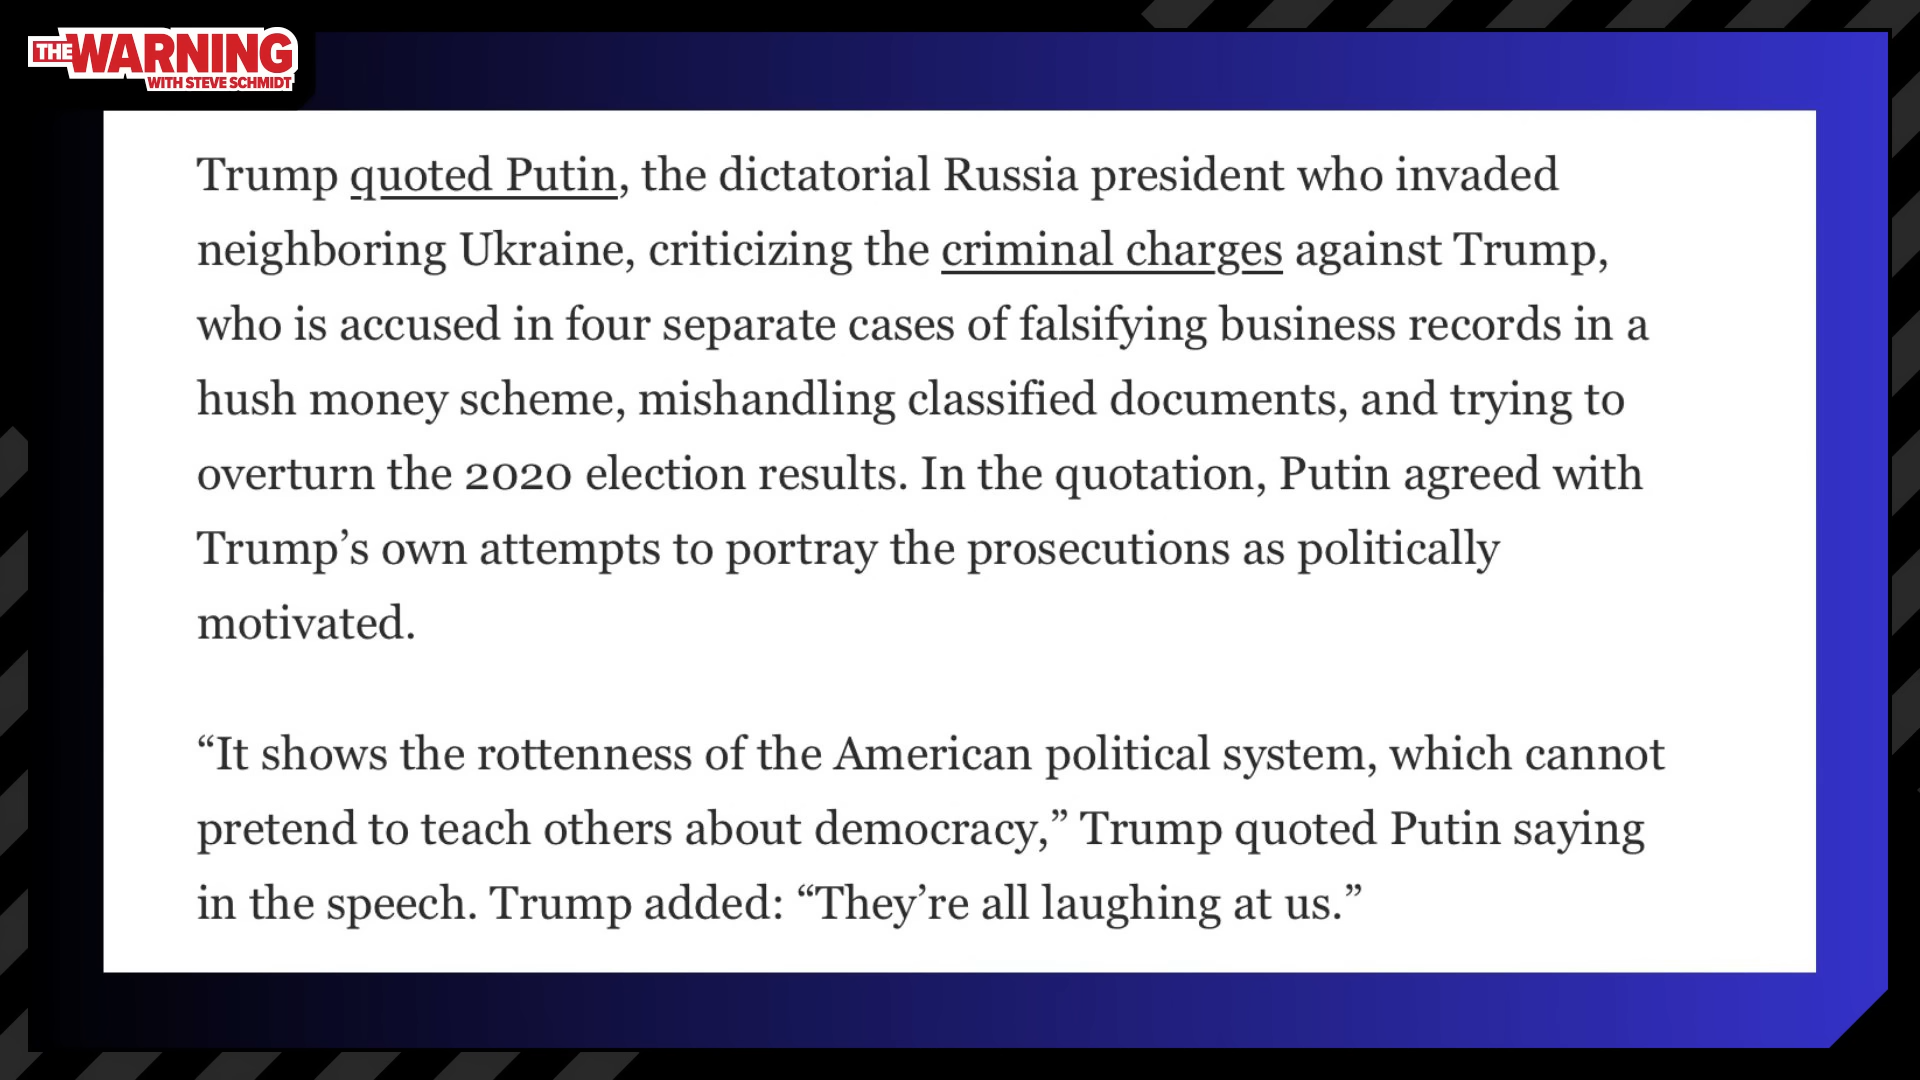 THE WARNING
WITH STEVE SCHMIDT
Trump quoted Putin, the dictatorial Russia president who invaded
neighboring Ukraine, criticizing the criminal charges against Trump,
who is accused in four separate cases of falsifying business records in a
hush money scheme, mishandling classified documents, and trying to
overturn the 2020 election results. In the quotation, Putin agreed with
Trump’s own attempts to portray the prosecutions as politically
motivated.
“It shows the rottenness of the American political system, which cannot
pretend to teach others about democracy,” Trump quoted Putin saying
in the speech. Trump added: “They’re all laughing at us.”